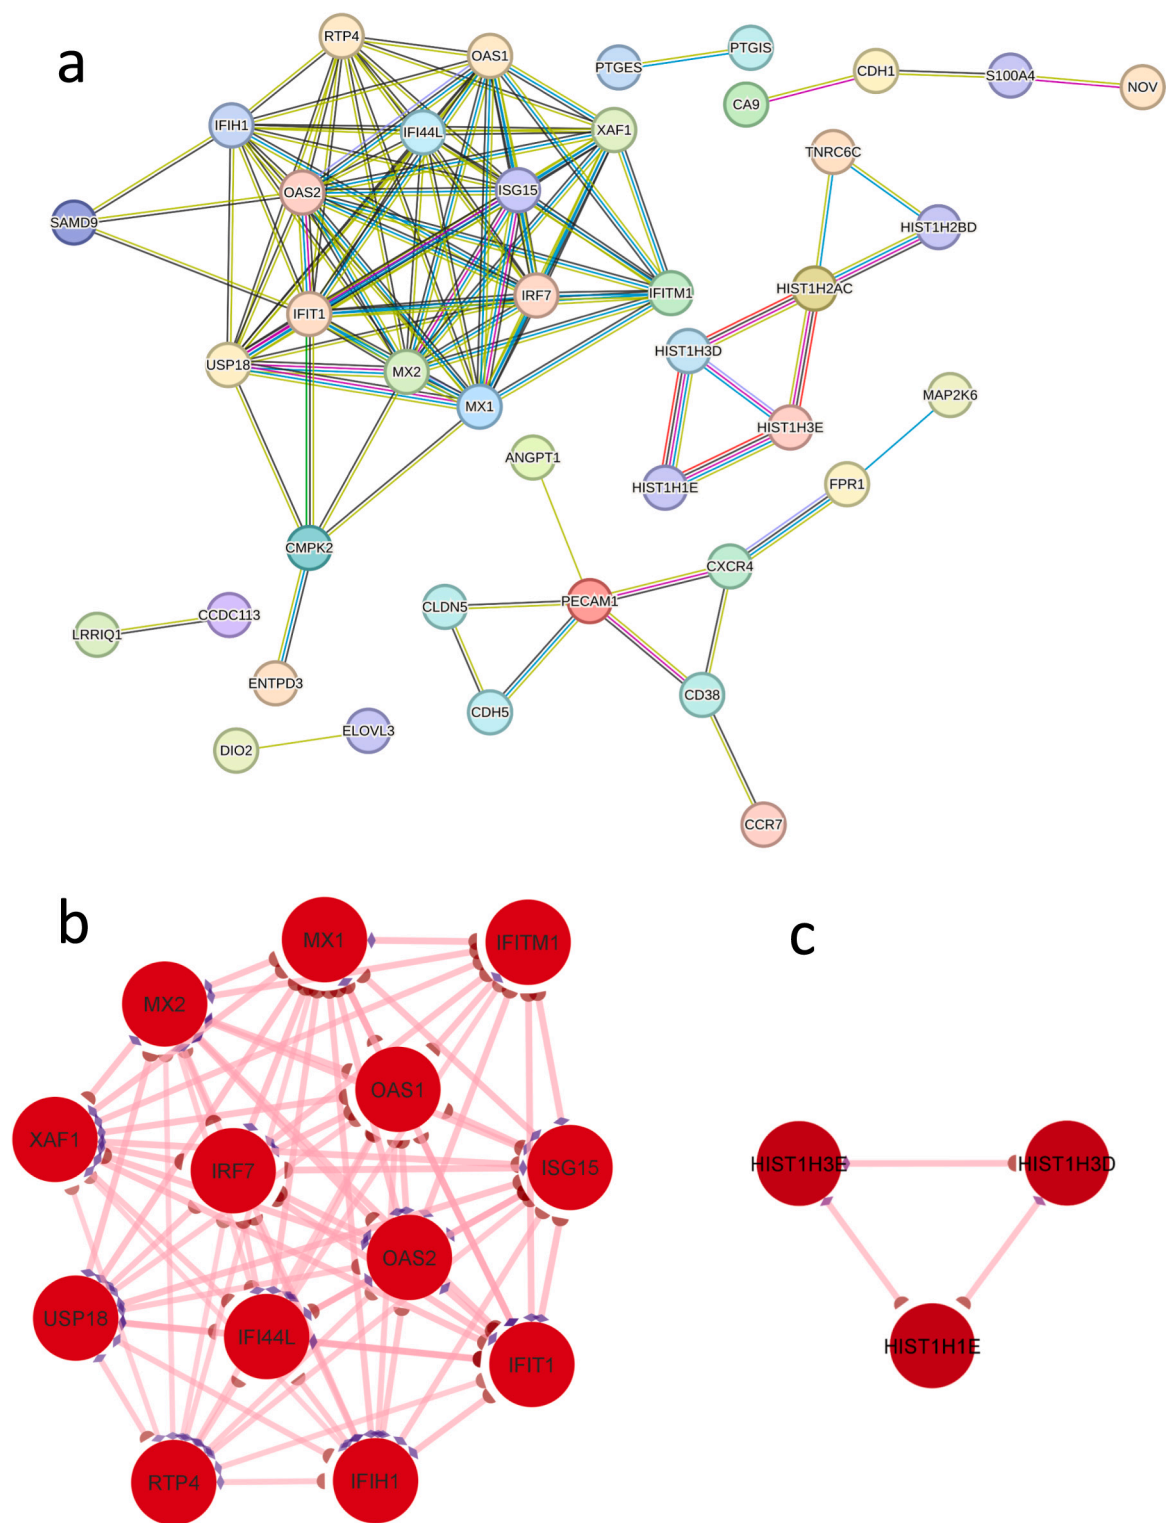 a
RTP4
OAS1
PTGIS
PTGES
CDH1
S100A4
NOV
CA9
IFIH1
IFI44L
XAF1
TNRC6C
OAS2
ISG15
SAMD9
HIST1H2BD
IFIT1
IRF7
IFITM1
HIST1H2AC
USP18
MX2
MX1
HIST1H3D
MAP2K6
HIST1H3E
ANGPT1
HIST1H1E
FPR1
CMPK2
CXCR4
CLDN5
PECAM1
LRRIQ1
CCDC113
ENTPD3
CDH5
CD38
DIO2
ELOVL3
CCR7
b
MX1
IFITM1
MX2
OAS1
XAF1
IRF7
ISG15
OAS2
USP18
IFI44L
IFIT1
RTP4
IFIH1
c
HIST1H3E
HIST1H3D
HIST1H1E